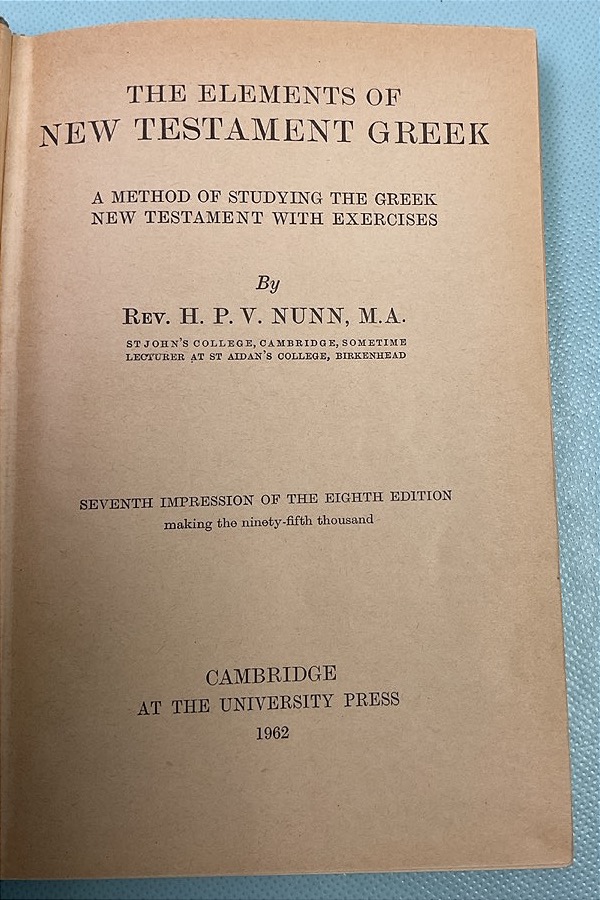 THE ELEMENTS OF
NEW TESTAMENT GREEK
A METHOD OF STUDYING THE GREEK
NEW TESTAMENT WITH EXERCISES
By
REV. H. P. V. NUNN, M.A.
ST JOHN'S COLLEGE, CAMBRIDGE, SOMETIME
LECTURER AT ST AIDAN'S COLLEGE, BIRKENHEAD
SEVENTH IMPRESSION OF THE EIGHTH EDITION
making the ninety-fifth thousand
CAMBRIDGE
AT THE UNIVERSITY PRESS
1962